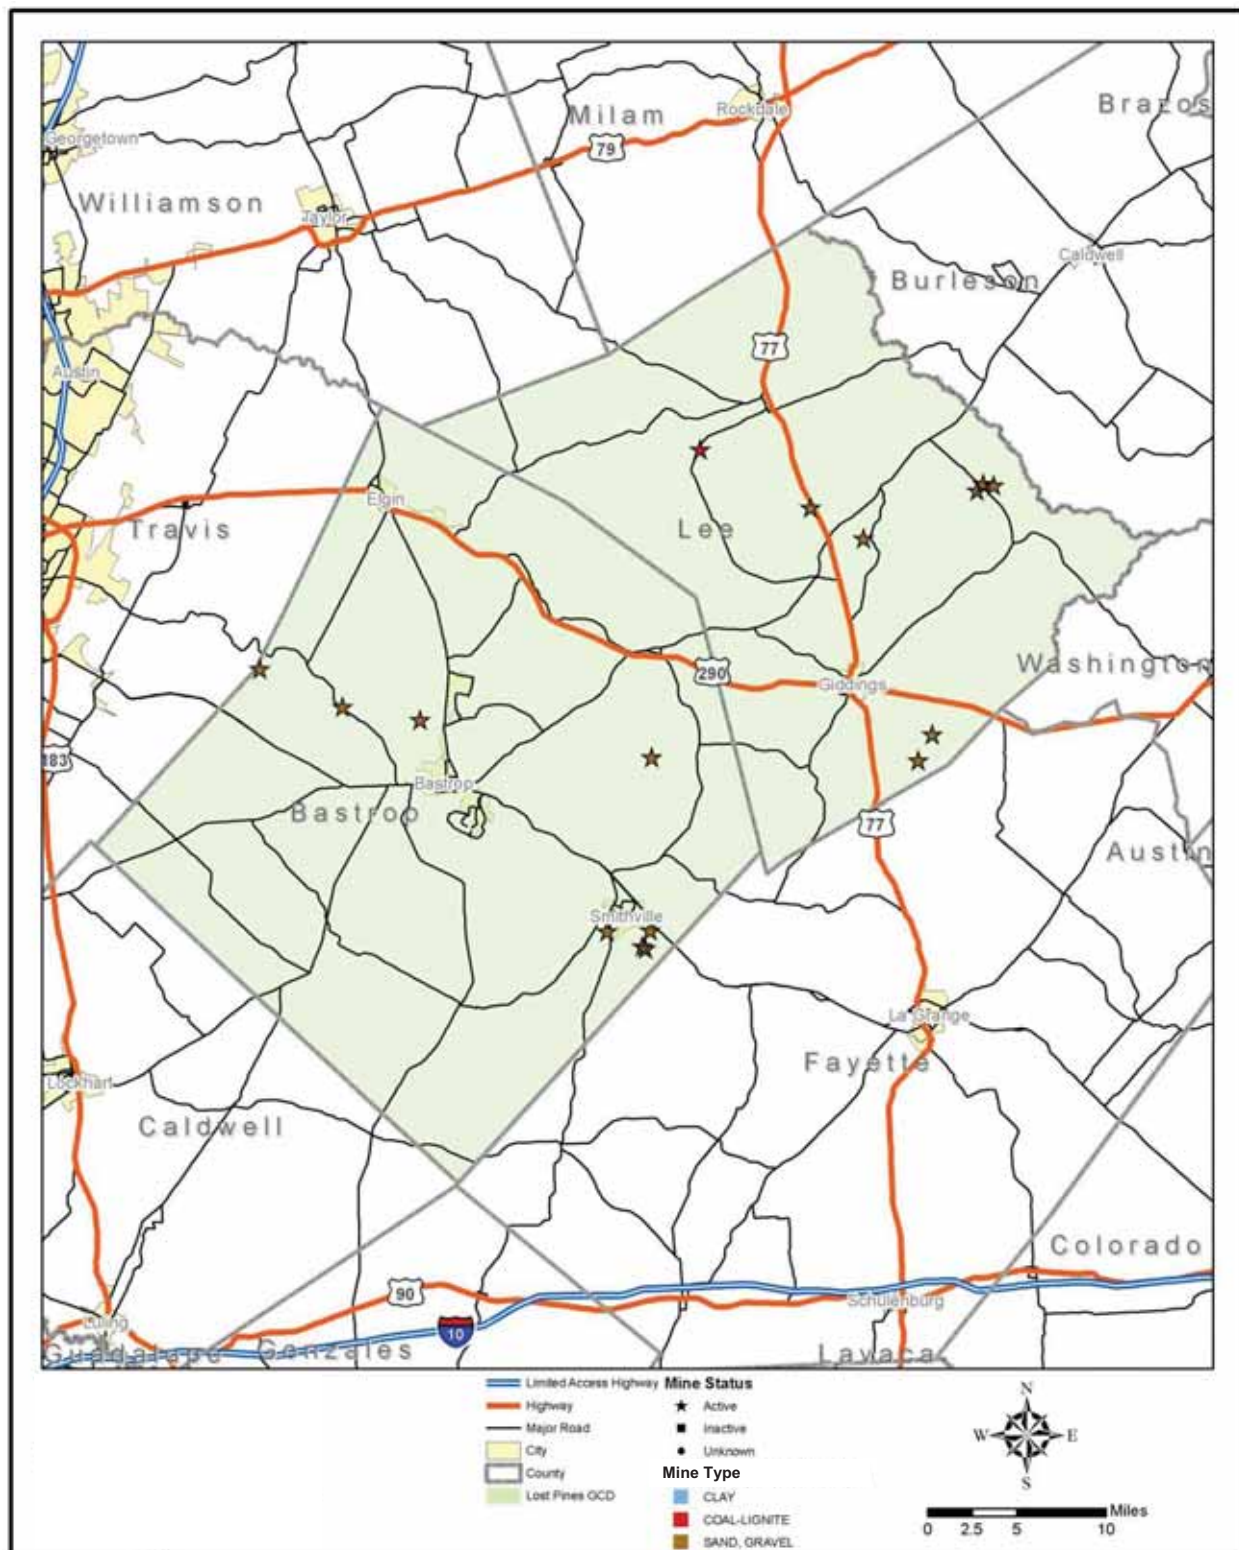 Milam
Rockdale
Brazos
Georgetown
79
Williamson
Taylor
Caldwell
Burleson
77
Austin
Elgin
Travis
Lee
Washington
290
Giddings
183
Bastrop
Bastrop
77
Austin
Smithville
La Grange
Fayette
Lockhart
Caldwell
Colorado
90
Schulenburg
Luling
10
Guadalupe
Gonzales
Lavaca
Limited Access Highway
Highway
Major Road
City
County
Lost Pines GCD
Mine Status
Active
Inactive
Unknown
Mine Type
CLAY
COAL-LIGNITE
SAND, GRAVEL
N
W
E
S
Miles
0 2.5 5 10